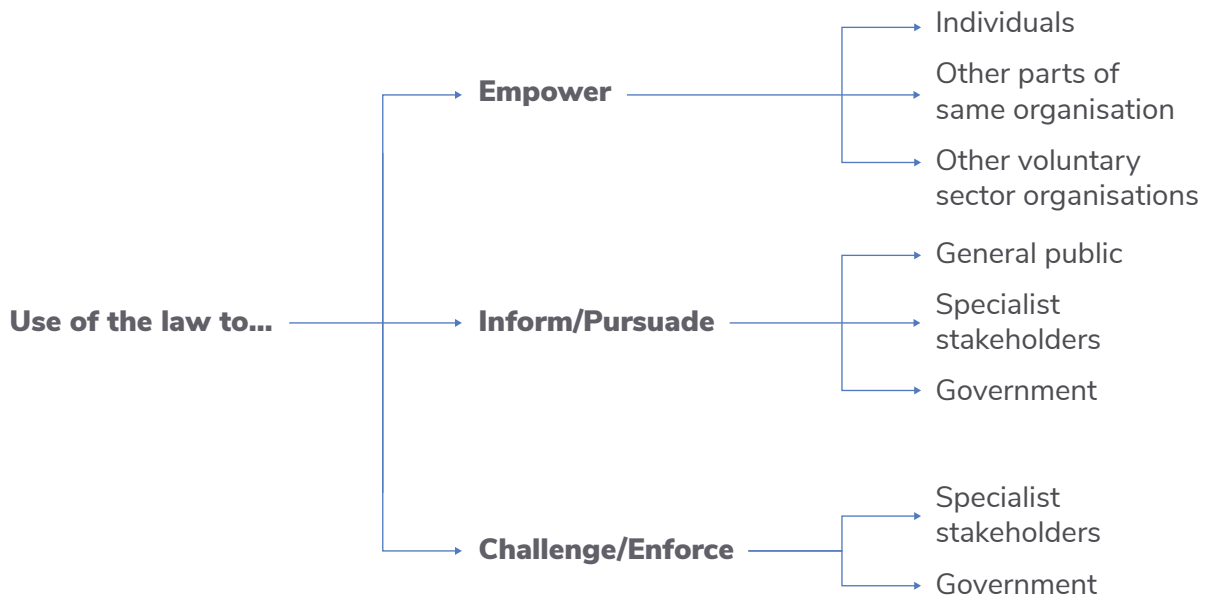 Use of the law to...
Empower
Individuals
Other parts of
same organisation
Other voluntary
sector organisations
Inform/Pursuade
General public
Specialist
stakeholders
Government
Challenge/Enforce
Specialist
stakeholders
Government